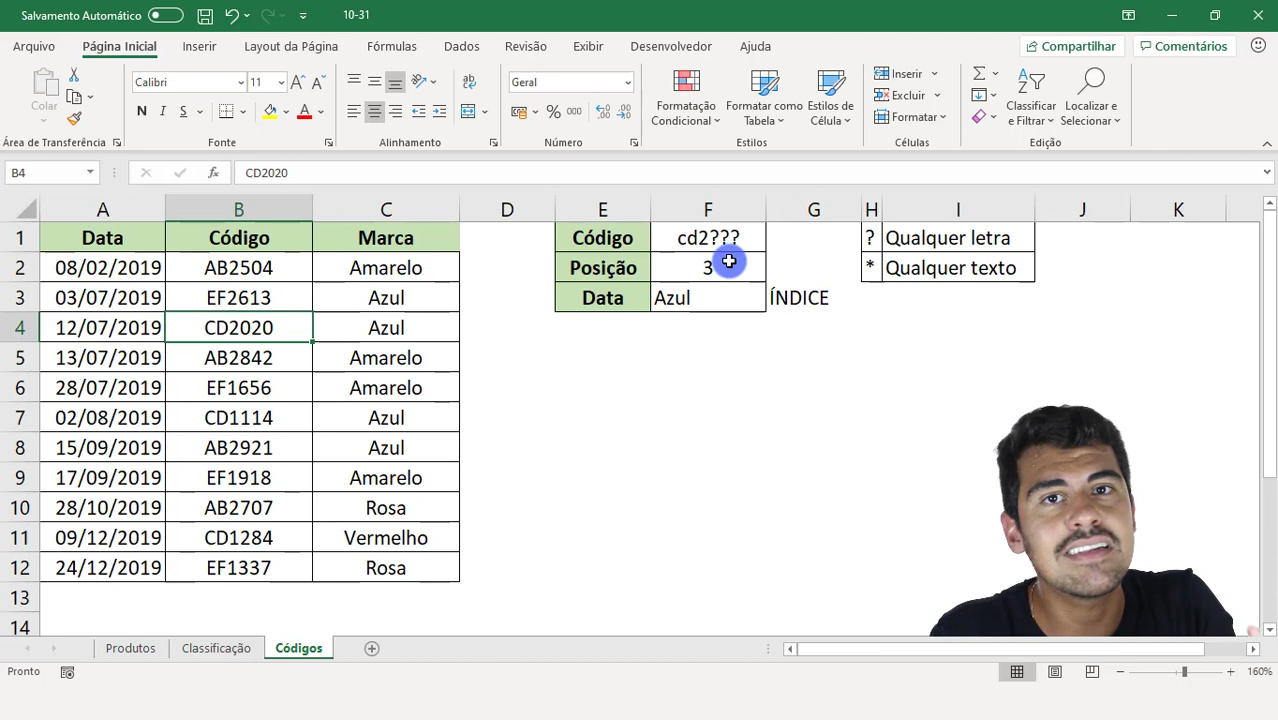 Salvamento Automático
10-31
Arquivo Página Inicial Inserir Layout da Página Fórmulas Dados Revisão Exibir Desenvolvedor Ajuda Compartilhar Comentários
Colar
Calibri 11
N I S
Geral
% 000
Formatação Condicional
Formatar como Tabela
Estilos de Célula
Inserir
Excluir
Formatar
Classificar e Filtrar
Localizar e Selecionar
Área de Transferência Fonte Alinhamento Número Estilos Células Edição
B4 fx CD2020
A B C D E F G H I J K
1 Data Código Marca Código cd2??? ? Qualquer letra
2 08/02/2019 AB2504 Amarelo Posição 3 * Qualquer texto
3 03/07/2019 EF2613 Azul Data Azul ÍNDICE
4 12/07/2019 CD2020 Azul
5 13/07/2019 AB2842 Amarelo
6 28/07/2019 EF1656 Amarelo
7 02/08/2019 CD1114 Azul
8 15/09/2019 AB2921 Azul
9 17/09/2019 EF1918 Amarelo
10 28/10/2019 AB2707 Rosa
11 09/12/2019 CD1284 Vermelho
12 24/12/2019 EF1337 Rosa
13
14
Produtos Classificação Códigos
Pronto 160%